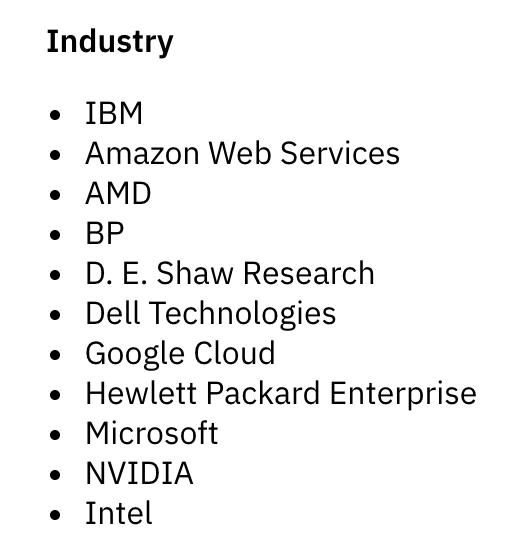 Industry
• IBM
• Amazon Web Services
• AMD
• BP
• D. E. Shaw Research
• Dell Technologies
• Google Cloud
• Hewlett Packard Enterprise
• Microsoft
• NVIDIA
• Intel